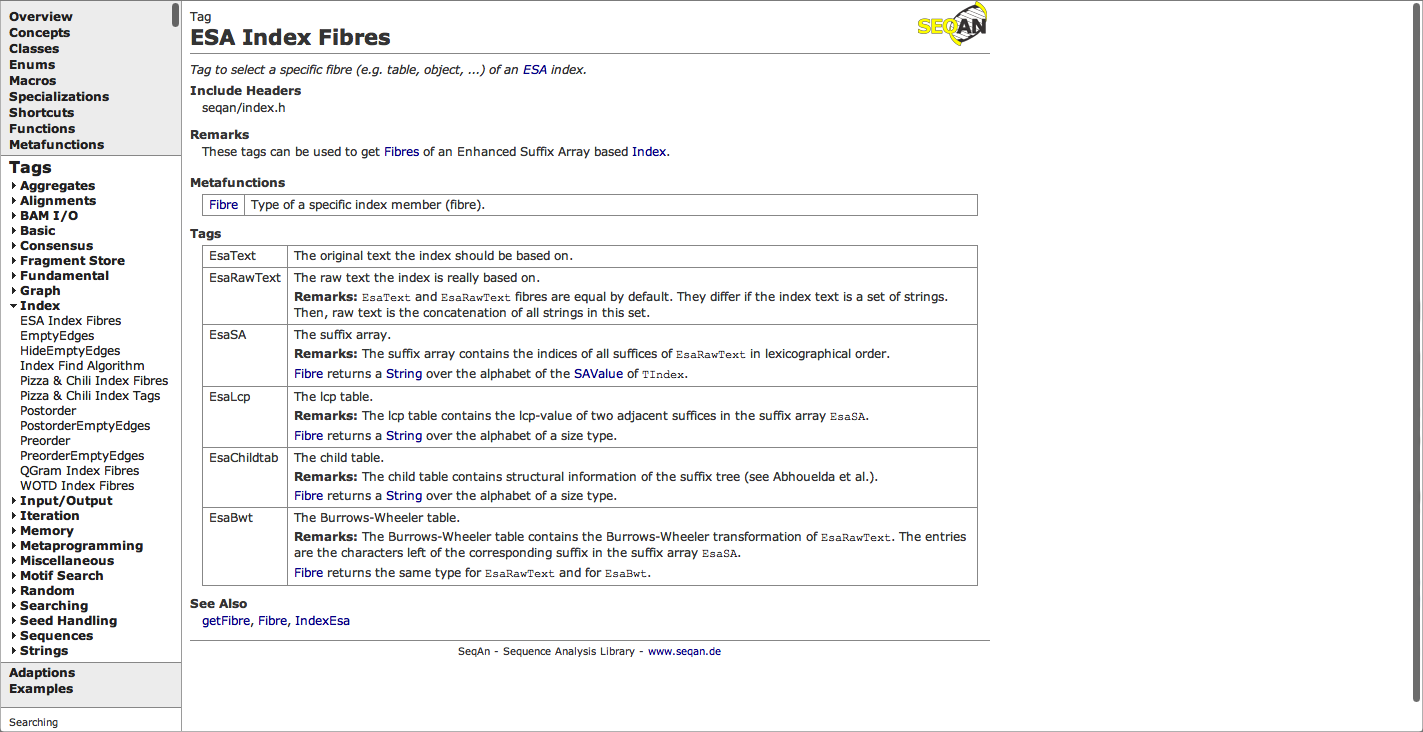 Overview
Concepts
Classes
Enums
Macros
Specializations
Shortcuts
Functions
Metafunctions
Tags
Aggregates
Alignments
BAM I/O
Basic
Consensus
Fragment Store
Fundamental
Graph
Index
ESA Index Fibres
EmptyEdges
HideEmptyEdges
Index Find Algorithm
Pizza & Chili Index Fibres
Pizza & Chili Index Tags
Postorder
PostorderEmptyEdges
Preorder
PreorderEmptyEdges
QGram Index Fibres
WOTD Index Fibres
Input/Output
Iteration
Memory
Metaprogramming
Miscellaneous
Motif Search
Random
Searching
Seed Handling
Sequences
Strings
Adaptions
Examples
Searching
Tag
SEQAN
ESA Index Fibres
Tag to select a specific fibre (e.g. table, object, ...) of an ESA index.
Include Headers
seqan/index.h
Remarks
These tags can be used to get Fibres of an Enhanced Suffix Array based Index.
Metafunctions
Fibre Type of a specific index member (fibre).
Tags
EsaText The original text the index should be based on.
EsaRawText The raw text the index is really based on.
Remarks: EsaText and EsaRawText fibres are equal by default. They differ if the index text is a set of strings.
Then, raw text is the concatenation of all strings in this set.
EsaSA The suffix array.
Remarks: The suffix array contains the indices of all suffices of EsaRawText in lexicographical order.
Fibre returns a String over the alphabet of the SAValue of TIndex.
EsaLcp The lcp table.
Remarks: The lcp table contains the lcp-value of two adjacent suffices in the suffix array EsaSA.
Fibre returns a String over the alphabet of a size type.
EsaChildtab The child table.
Remarks: The child table contains structural information of the suffix tree (see Abhouelda et al.).
Fibre returns a String over the alphabet of a size type.
EsaBwt The Burrows-Wheeler table.
Remarks: The Burrows-Wheeler table contains the Burrows-Wheeler transformation of EsaRawText. The entries
are the characters left of the corresponding suffix in the suffix array EsaSA.
Fibre returns the same type for EsaRawText and for EsaBwt.
See Also
getFibre, Fibre, IndexEsa
SeqAn - Sequence Analysis Library - www.seqan.de